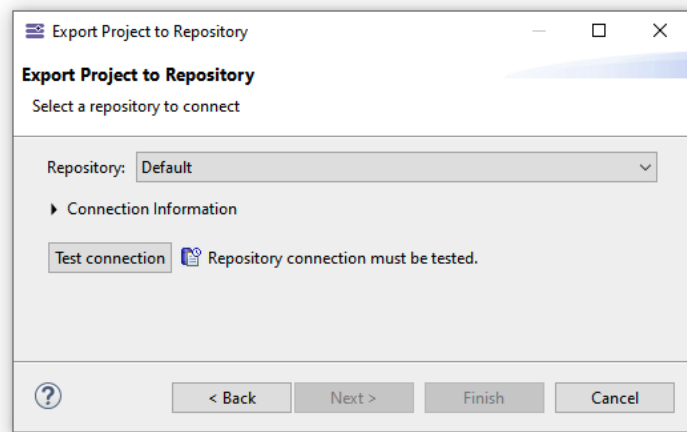 Export Project to Repository
Export Project to Repository
Select a repository to connect
Repository: Default
Connection Information
Test connection Repository connection must be tested.
? < Back Next > Finish Cancel